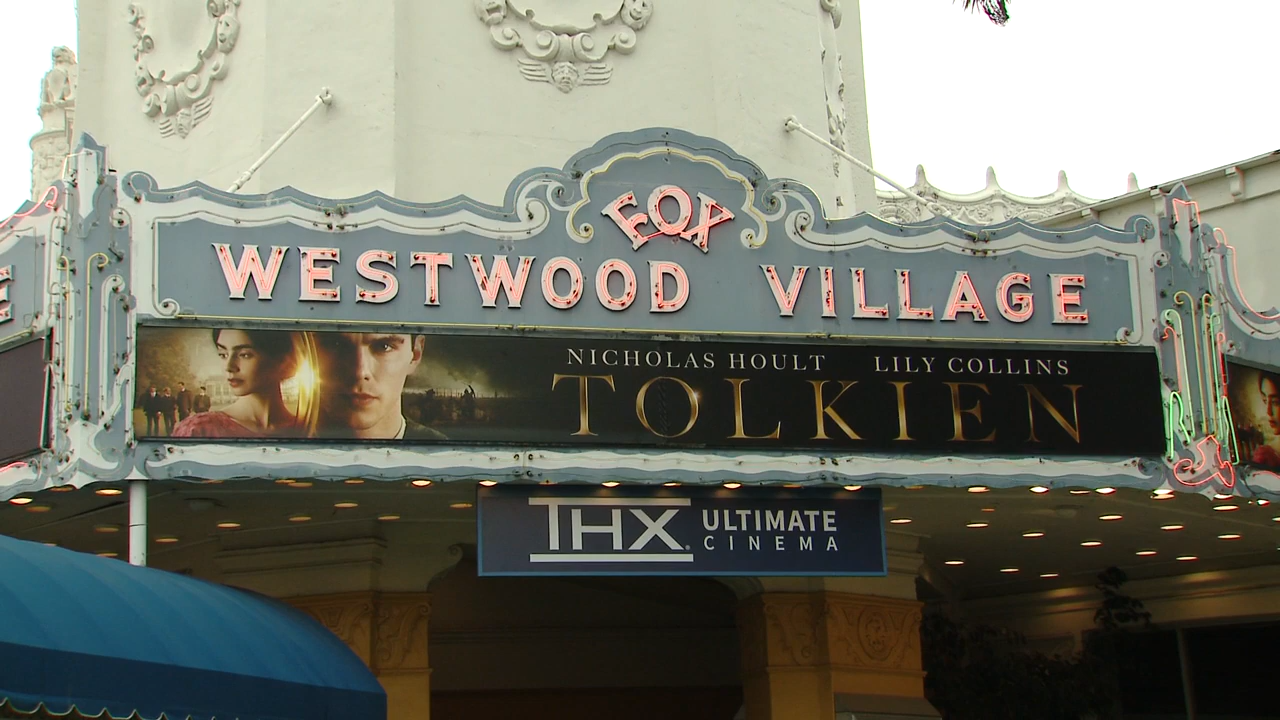 FOX
WESTWOOD VILLAGE
NICHOLAS HOULT LILY COLLINS
TOLKIEN
THX ULTIMATE
CINEMA
E